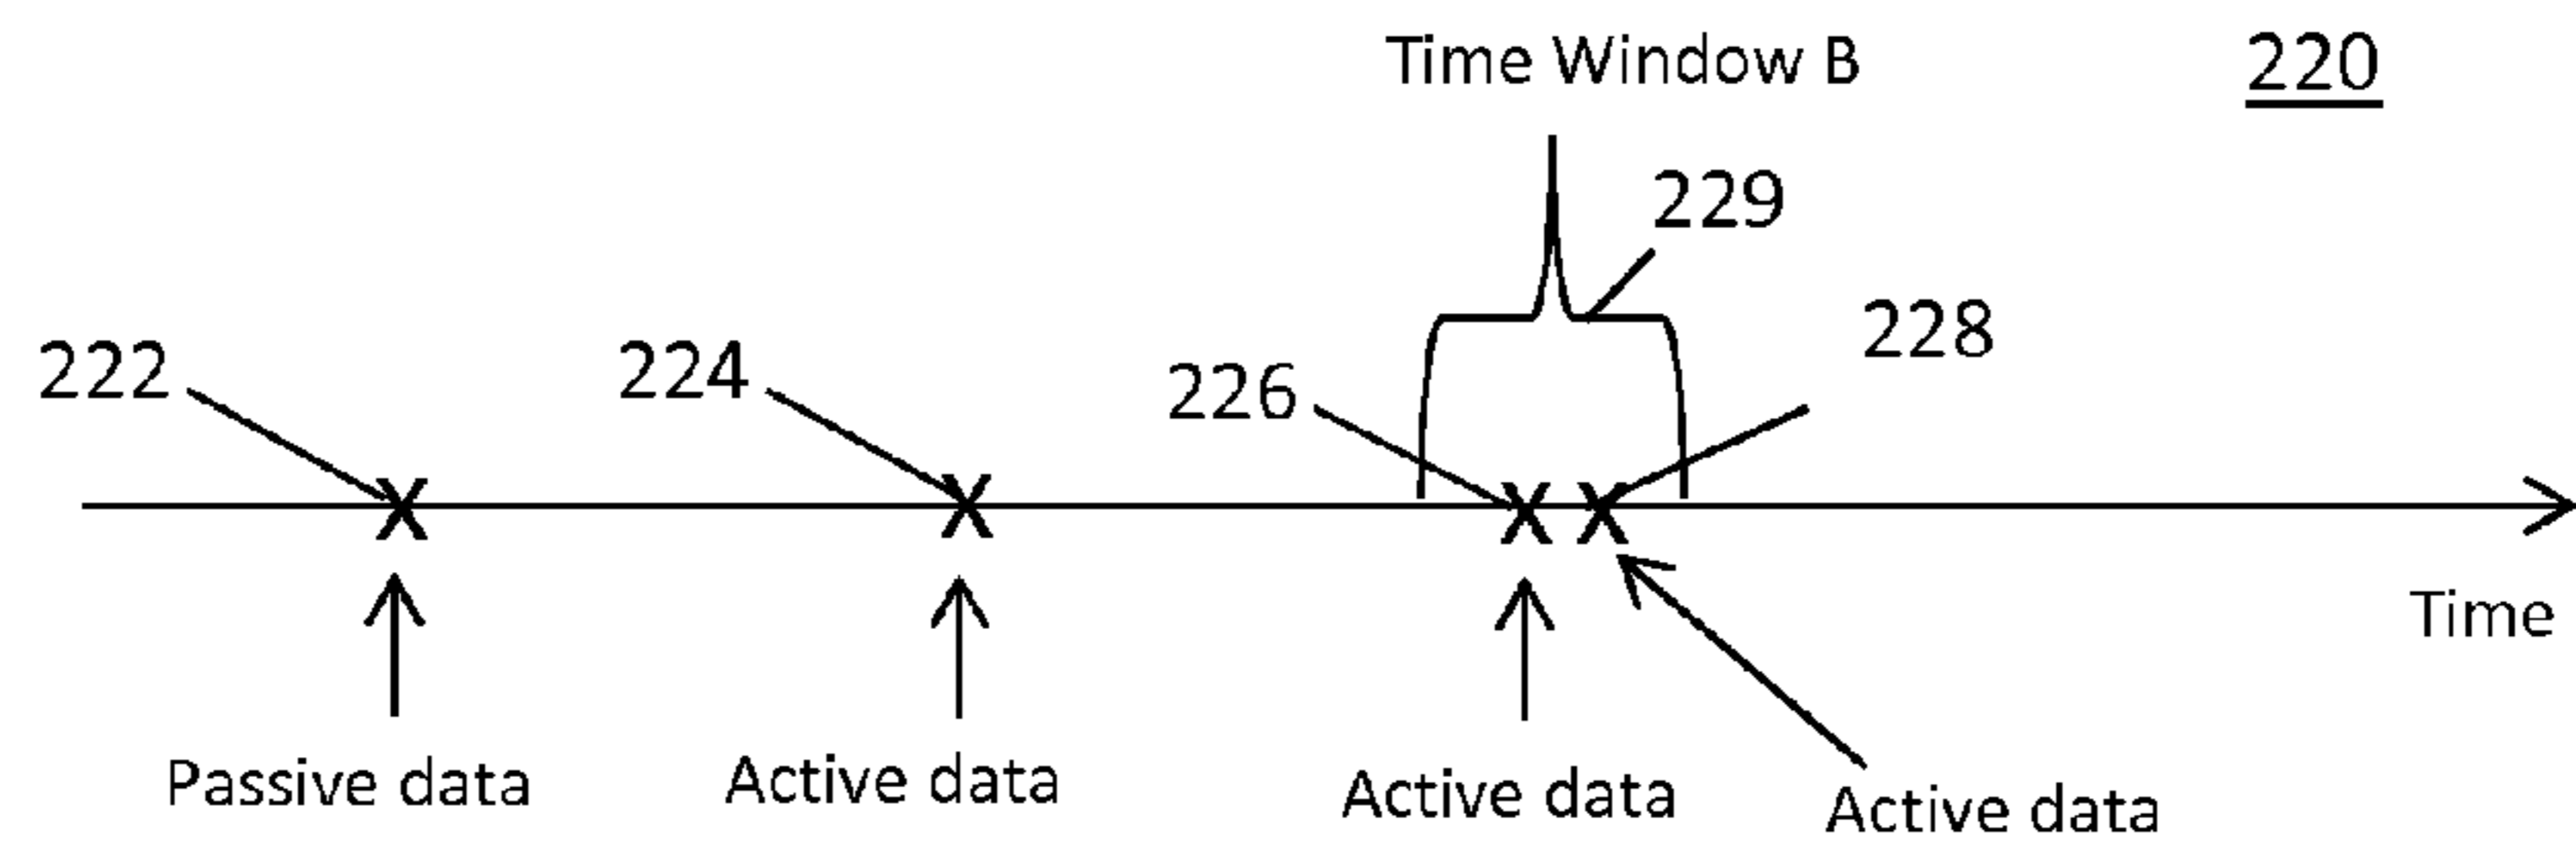 Time Window B
220
229
228
222
224
226
Time
Passive data
Active data
Active data
Active data